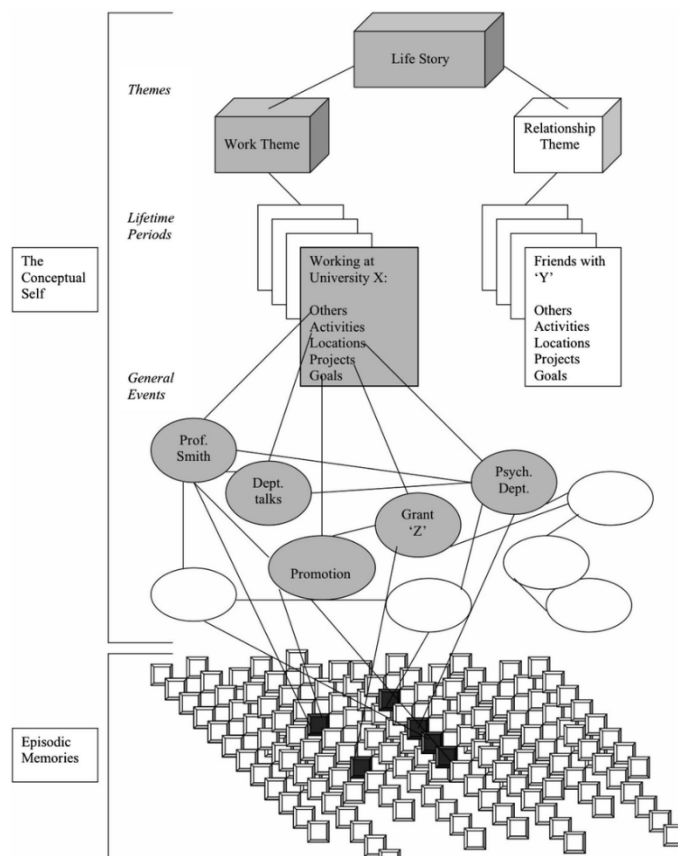 Life Story
Themes
Work Theme
Relationship
Theme
Lifetime
Periods
The
Conceptual
Self
Working at
University X:
Others
Activities
Locations
Projects
Goals
Friends with
‘Y’
Others
Activities
Locations
Projects
Goals
General
Events
Prof.
Smith
Dept.
talks
Psych.
Dept.
Grant
‘Z’
Promotion
Episodic
Memories